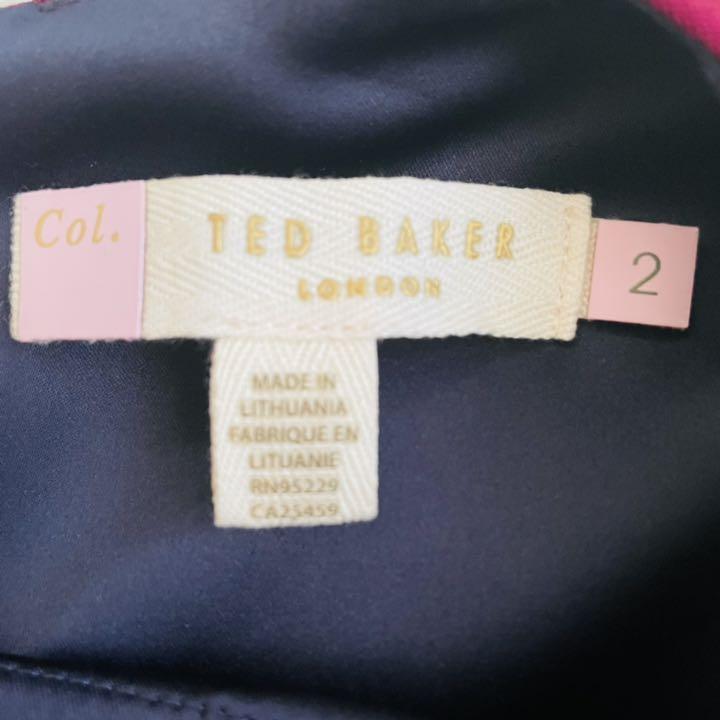 Col.
TED BAKER
LONDON
2
MADE IN
LITHUANIA
FABRIQUE EN
LITUANIE
RN95229
CA25459